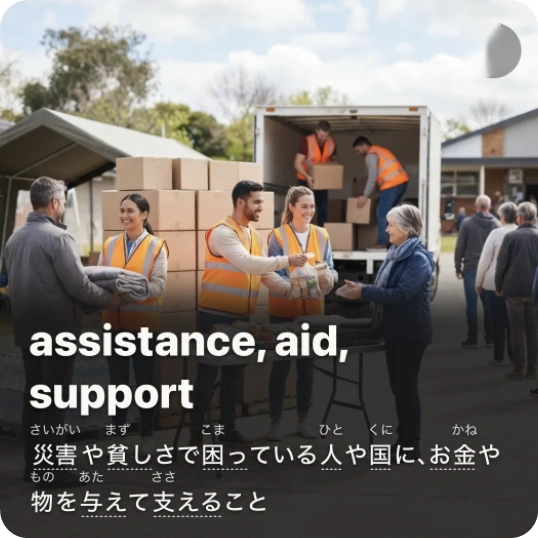 assistance, aid,
support
さいがい まず こま ひと くに かね
災害や貧しさで困っている人や国に、お金や
もの あた ささ
物を与えて支えること